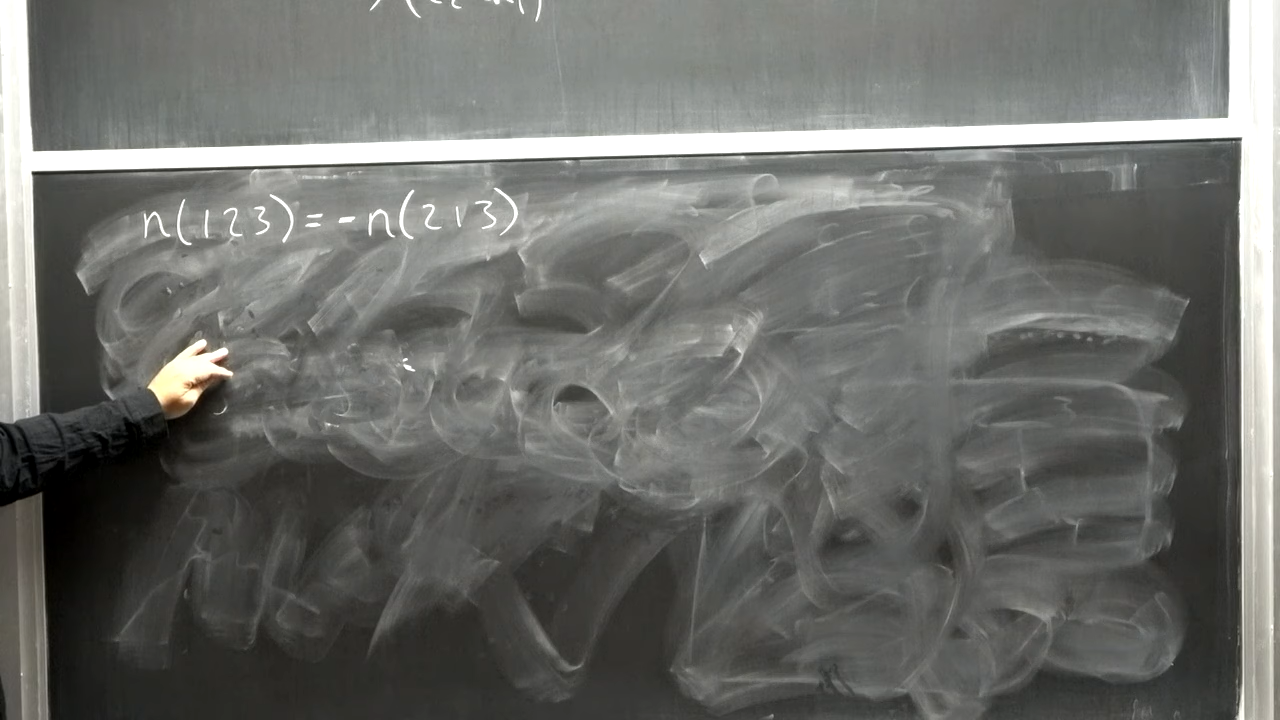 n(123) = -n(213)